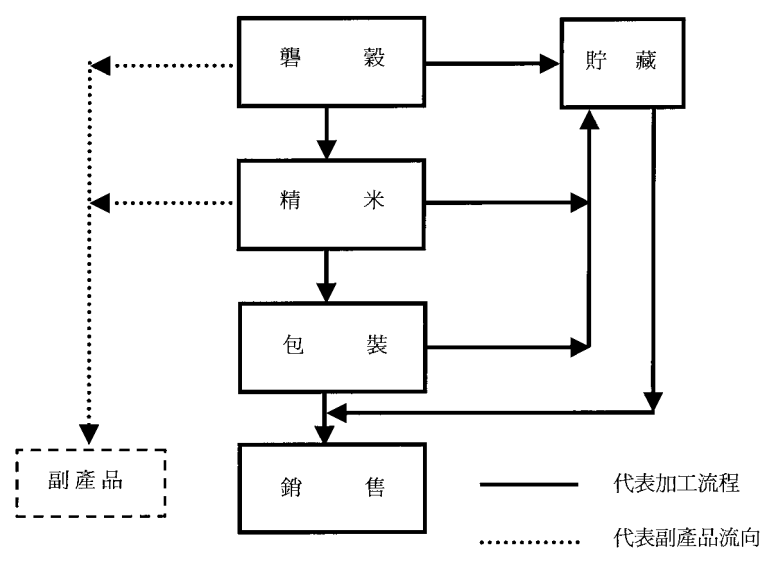 礱 穀
貯 藏
精 米
包 裝
副產品
銷 售
代表加工流程
代表副產品流向